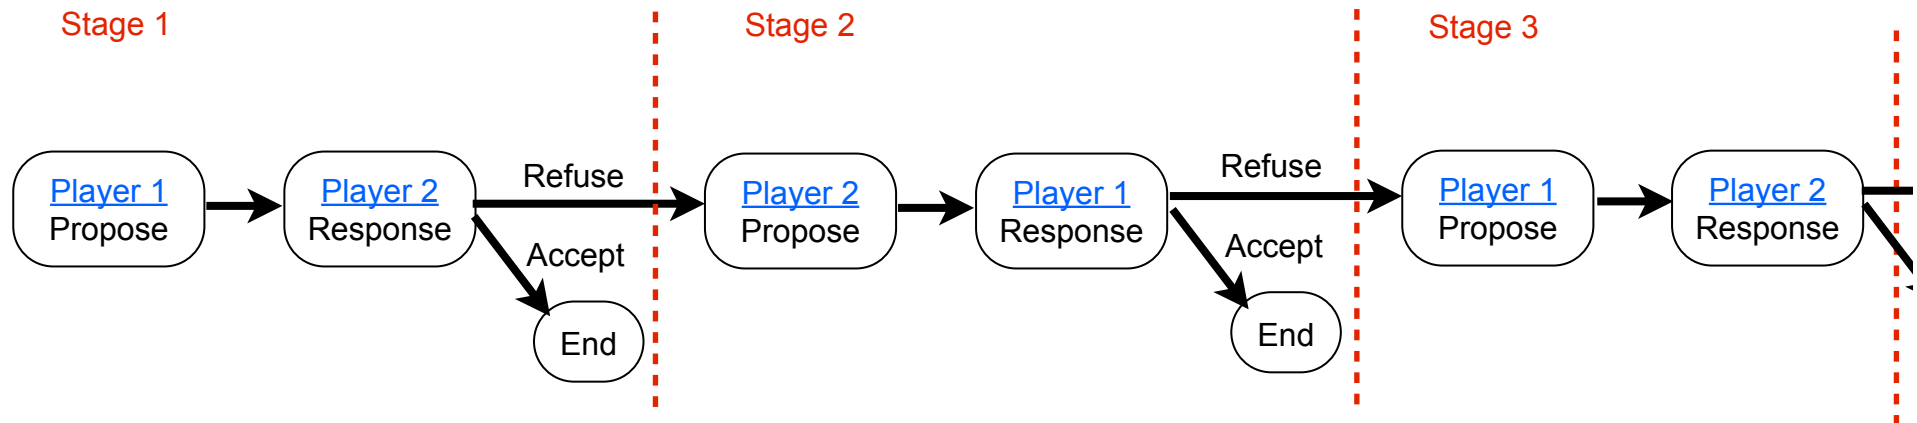 Stage 1
Stage 2
Stage 3
Player 1
Propose
Player 2
Response
Refuse
Accept
End
Player 2
Propose
Player 1
Response
Refuse
Accept
End
Player 1
Propose
Player 2
Response